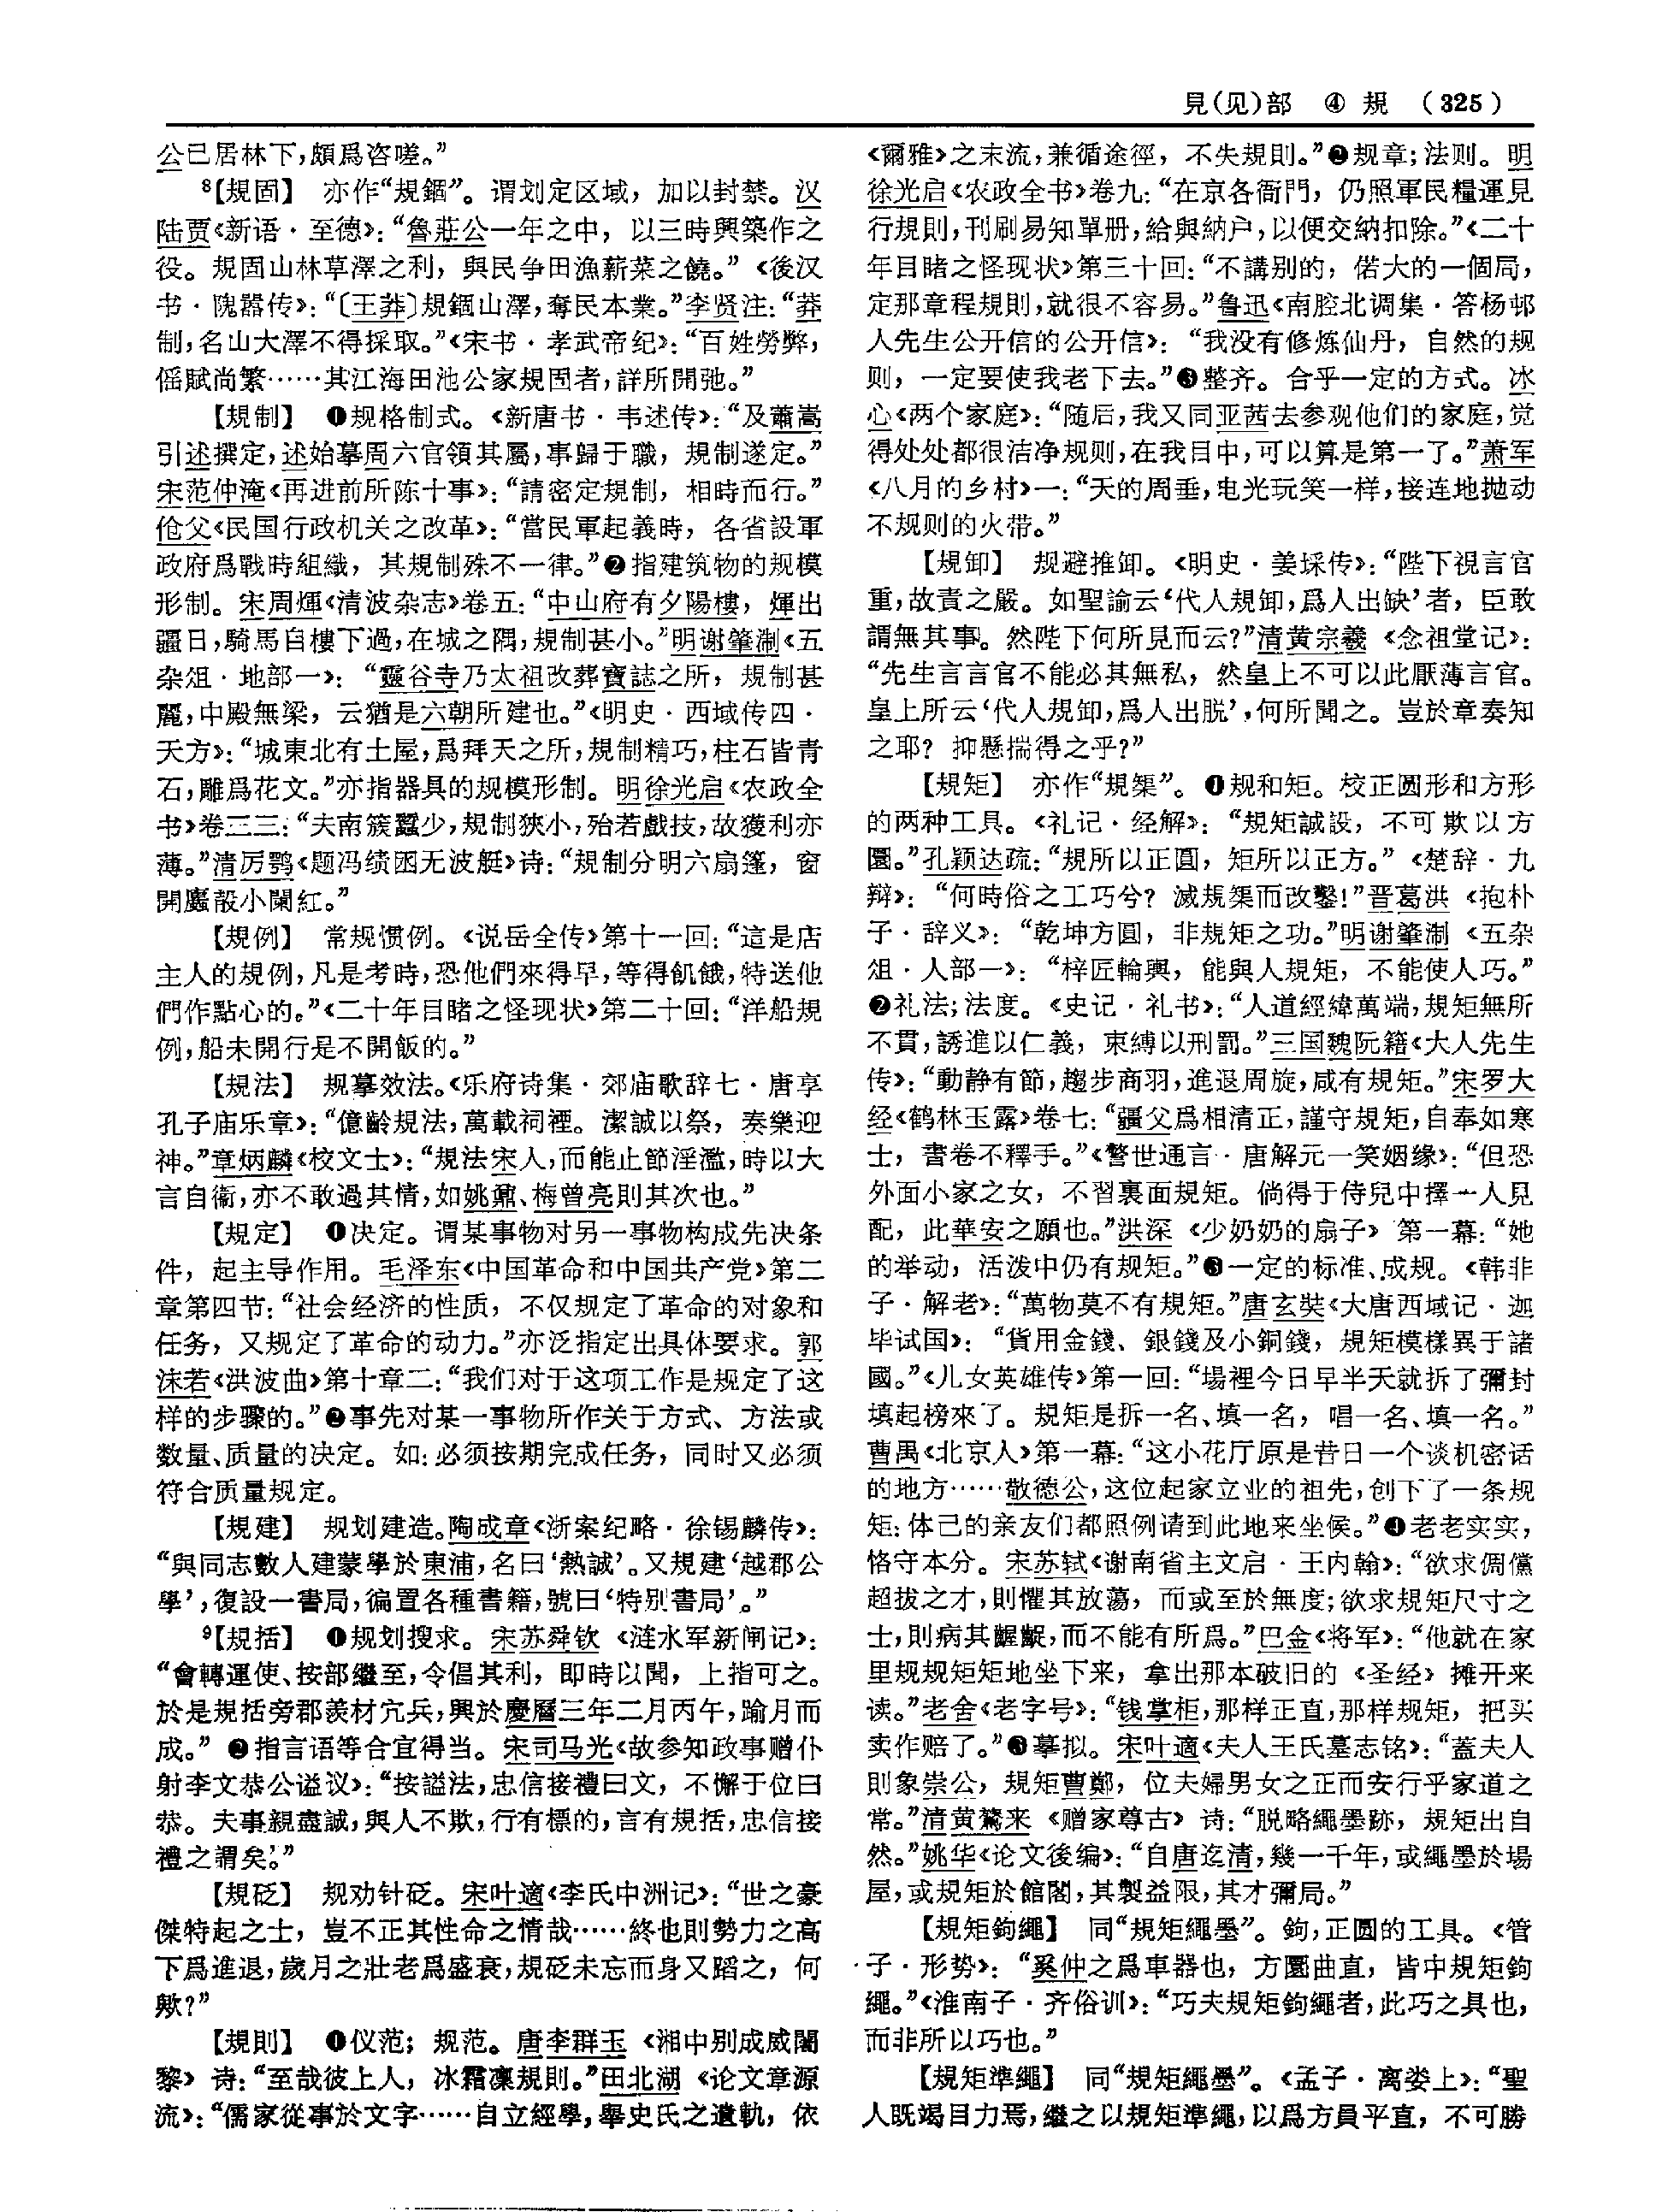 見(见)部 ④ 規 (325)
公已居林下,頗爲咨嗟。”
⁸【規固】 亦作“規錮”。谓划定区域,加以封禁。汉
陆贾《新语·至德》:“魯莊公一年之中,以三時興築作之
役。規固山林草澤之利,與民争田漁薪菜之饒。”《後汉
书·隗嚣传》:“〔王莽〕規錮山澤,奪民本業。”李贤注:“莽
制,名山大澤不得採取。”《宋书·孝武帝纪》:“百姓勞弊,
傜賦尚繁……其江海田池公家規固者,詳所開弛。”
【規制】 ❶规格制式。《新唐书·韦述传》:“及蕭嵩
引述撰定,述始摹周六官領其屬,事歸于職,規制遂定。”
宋范仲淹《再进前所陈十事》:“請密定規制,相時而行。”
伧父《民国行政机关之改革》:“當民軍起義時,各省設軍
政府爲戰時組織,其規制殊不一律。”❷指建筑物的规模
形制。宋周煇《清波杂志》卷五:“中山府有夕陽樓,煇出
疆日,騎馬自樓下過,在城之隅,規制甚小。”明谢肇淛《五
杂俎·地部一》:“靈谷寺乃太祖改葬寶誌之所,規制甚
麗,中殿無梁,云猶是六朝所建也。”《明史·西域传四·
天方》:“城東北有土屋,爲拜天之所,規制精巧,柱石皆青
石,雕爲花文。”亦指器具的规模形制。明徐光启《农政全
书》卷三三:“夫南簇蠶少,規制狹小,殆若戲技,故獲利亦
薄。”清厉鹗《题冯绩囦无波艇》诗:“規制分明六扇篷,窗
開麂眼小闌紅。”
【規例】 常规惯例。《说岳全传》第十一回:“這是店
主人的規例,凡是考時,恐他們來得早,等得飢餓,特送他
們作點心的。”《二十年目睹之怪现状》第二十回:“洋船規
例,船未開行是不開飯的。”
【規法】 规摹效法。《乐府诗集·郊庙歌辞七·唐享
孔子庙乐章》:“億齡規法,萬載祠禋。潔誠以祭,奏樂迎
神。”章炳麟《校文士》:“規法宋人,而能止節淫濫,時以大
言自衞,亦不敢過其情,如姚鼐、梅曾亮則其次也。”
【規定】 ❶决定。谓某事物对另一事物构成先决条
件,起主导作用。毛泽东《中国革命和中国共产党》第二
章第四节:“社会经济的性质,不仅规定了革命的对象和
任务,又规定了革命的动力。”亦泛指定出具体要求。郭
沫若《洪波曲》第十章二:“我们对于这项工作是规定了这
样的步骤的。”❷事先对某一事物所作关于方式、方法或
数量、质量的决定。如:必须按期完成任务,同时又必须
符合质量规定。
【規建】 规划建造。陶成章《浙案纪略·徐锡麟传》:
“與同志數人建蒙學於東浦,名曰‘熱誠’。又規建‘越郡公
學’,復設一書局,徧置各種書籍,號曰‘特别書局’。”
⁹【規括】 ❶规划搜求。宋苏舜钦《涟水军新闸记》:
“會轉運使、按部繼至,令倡其利,即時以聞,上指可之。
於是規括旁郡羨材冗兵,興於慶曆三年二月丙午,踰月而
成。”❷指言语等合宜得当。宋司马光《故参知政事赠仆
射李文恭公谥议》:“按謚法,忠信接禮曰文,不懈于位曰
恭。夫事親盡誠,與人不欺,行有標的,言有規括,忠信接
禮之謂矣。”
【規砭】 规劝针砭。宋叶適《李氏中洲记》:“世之豪
傑特起之士,豈不正其性命之情哉……終也則勢力之高
下爲進退,歲月之壯老爲盛衰,規砭未忘而身又蹈之,何
歟?”
【規則】 ❶仪范;规范。唐李群玉《湘中别成威闍
黎》诗:“至哉彼上人,冰霜凜規則。”田北湖《论文章源
流》:“儒家從事於文字……自立經學,舉史氏之遺軌,依
《爾雅》之末流,兼循途徑,不失規則。”❷规章;法则。明
徐光启《农政全书》卷九:“在京各衙門,仍照軍民糧運見
行規則,刊刷易知單册,給與納户,以便交納扣除。”《二十
年目睹之怪现状》第三十回:“不講别的,偌大的一個局,
定那章程規則,就很不容易。”鲁迅《南腔北调集·答杨邨
人先生公开信的公开信》:“我没有修炼仙丹,自然的规
则,一定要使我老下去。”❸整齐。合乎一定的方式。冰
心《两个家庭》:“随后,我又同亚茜去参观他们的家庭,觉
得处处都很洁净规则,在我目中,可以算是第一了。”萧军
《八月的乡村》一:“天的周垂,电光玩笑一样,接连地抛动
不规则的火带。”
【規卸】 规避推卸。《明史·姜埰传》:“陛下視言官
重,故責之嚴。如聖諭云‘代人規卸,爲人出缺’者,臣敢
謂無其事。然陛下何所見而云?”清黄宗羲《念祖堂记》:
“先生言言官不能必其無私,然皇上不可以此厭薄言官。
皇上所云‘代人規卸,爲人出脱’,何所聞之。豈於章奏知
之耶?抑懸揣得之乎?”
【規矩】 亦作“規榘”。❶规和矩。校正圆形和方形
的两种工具。《礼记·经解》:“規矩誠設,不可欺以方
圜。”孔颖达疏:“規所以正圓,矩所以正方。”《楚辞·九
辩》:“何時俗之工巧兮?滅規榘而改鑿!”晋葛洪《抱朴
子·辞义》:“乾坤方圓,非規矩之功。”明谢肇淛《五杂
俎·人部一》:“梓匠輪輿,能與人規矩,不能使人巧。”
❷礼法;法度。《史记·礼书》:“人道經緯萬端,規矩無所
不貫,誘進以仁義,束縛以刑罰。”三国魏阮籍《大人先生
传》:“動静有節,趨步商羽,進退周旋,咸有規矩。”宋罗大
经《鹤林玉露》卷七:“疆父爲相清正,謹守規矩,自奉如寒
士,書卷不釋手。”《警世通言·唐解元一笑姻缘》:“但恐
外面小家之女,不習裏面規矩。倘得于侍兒中擇一人見
配,此華安之願也。”洪深《少奶奶的扇子》第一幕:“她
的举动,活泼中仍有规矩。”❸一定的标准、成规。《韩非
子·解老》:“萬物莫不有規矩。”唐玄奘《大唐西域记·迦
毕试国》:“貨用金錢、銀錢及小銅錢,規矩模樣異于諸
國。”《儿女英雄传》第一回:“場裡今日早半天就拆了彌封
填起榜來了。規矩是拆一名、填一名,唱一名、填一名。”
曹禺《北京人》第一幕:“这小花厅原是昔日一个谈机密话
的地方……敬德公,这位起家立业的祖先,创下了一条规
矩:体己的亲友们都照例请到此地来坐候。”❹老老实实,
恪守本分。宋苏轼《谢南省主文启·王内翰》:“欲求倜儻
超拔之才,則懼其放蕩,而或至於無度;欲求規矩尺寸之
士,則病其齷齪,而不能有所爲。”巴金《将军》:“他就在家
里规规矩矩地坐下来,拿出那本破旧的《圣经》摊开来
读。”老舍《老字号》:“钱掌柜,那样正直,那样规矩,把买
卖作赔了。”❺摹拟。宋叶適《夫人王氏墓志铭》:“蓋夫人
則象崇公,規矩曹鄭,位夫婦男女之正而安行乎家道之
常。”清黄鷟来《赠家尊古》诗:“脱略繩墨跡,規矩出自
然。”姚华《论文後编》:“自唐迄清,幾一千年,或繩墨於場
屋,或規矩於館閣,其製益限,其才彌局。”
【規矩鉤繩】 同“規矩繩墨”。鉤,正圆的工具。《管
子·形势》:“奚仲之爲車器也,方圜曲直,皆中規矩鉤
繩。”《淮南子·齐俗训》:“巧夫規矩鉤繩者,此巧之具也,
而非所以巧也。”
【規矩準繩】 同“規矩繩墨”。《孟子·离娄上》:“聖
人既竭目力焉,繼之以規矩準繩,以爲方員平直,不可勝